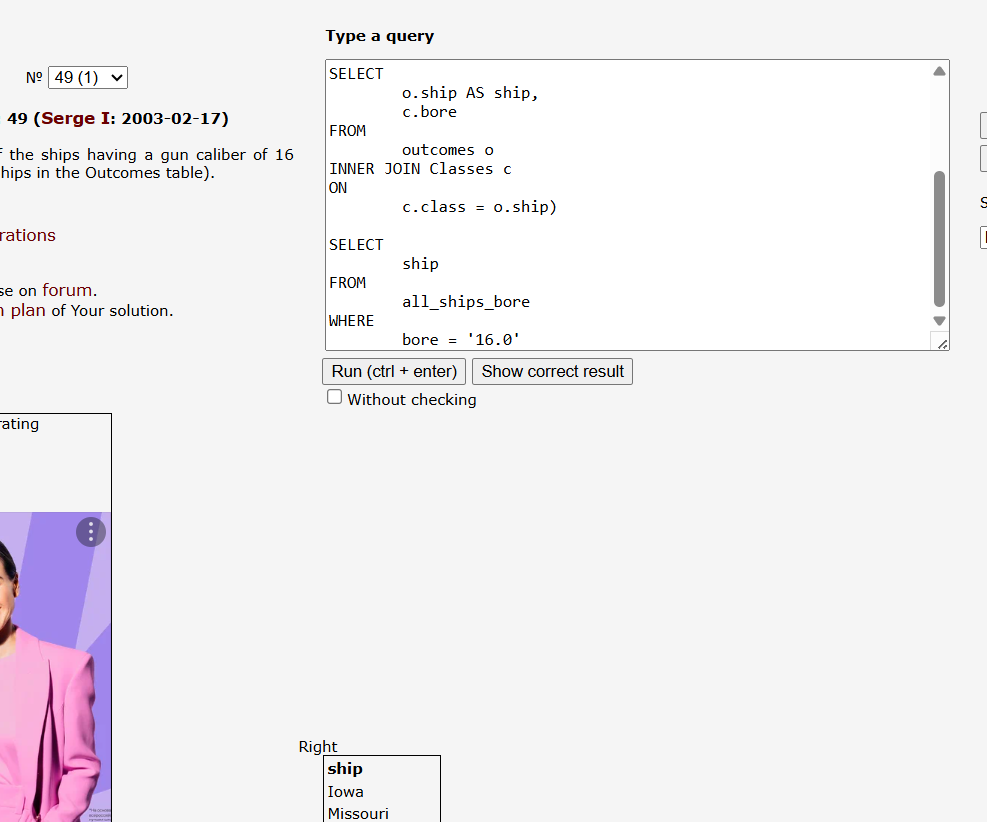 Type a query
Nº 49 (1)
: 49 (Serge I: 2003-02-17)
f the ships having a gun caliber of 16
hips in the Outcomes table).
rations
se on forum.
n plan of Your solution.
SELECT
o.ship AS ship,
c.bore
FROM
outcomes o
INNER JOIN Classes c
ON
c.class = o.ship)
SELECT
ship
FROM
all_ships_bore
WHERE
bore = '16.0'
Run (ctrl + enter)
Show correct result
Without checking
rating
Right
ship
Iowa
Missouri